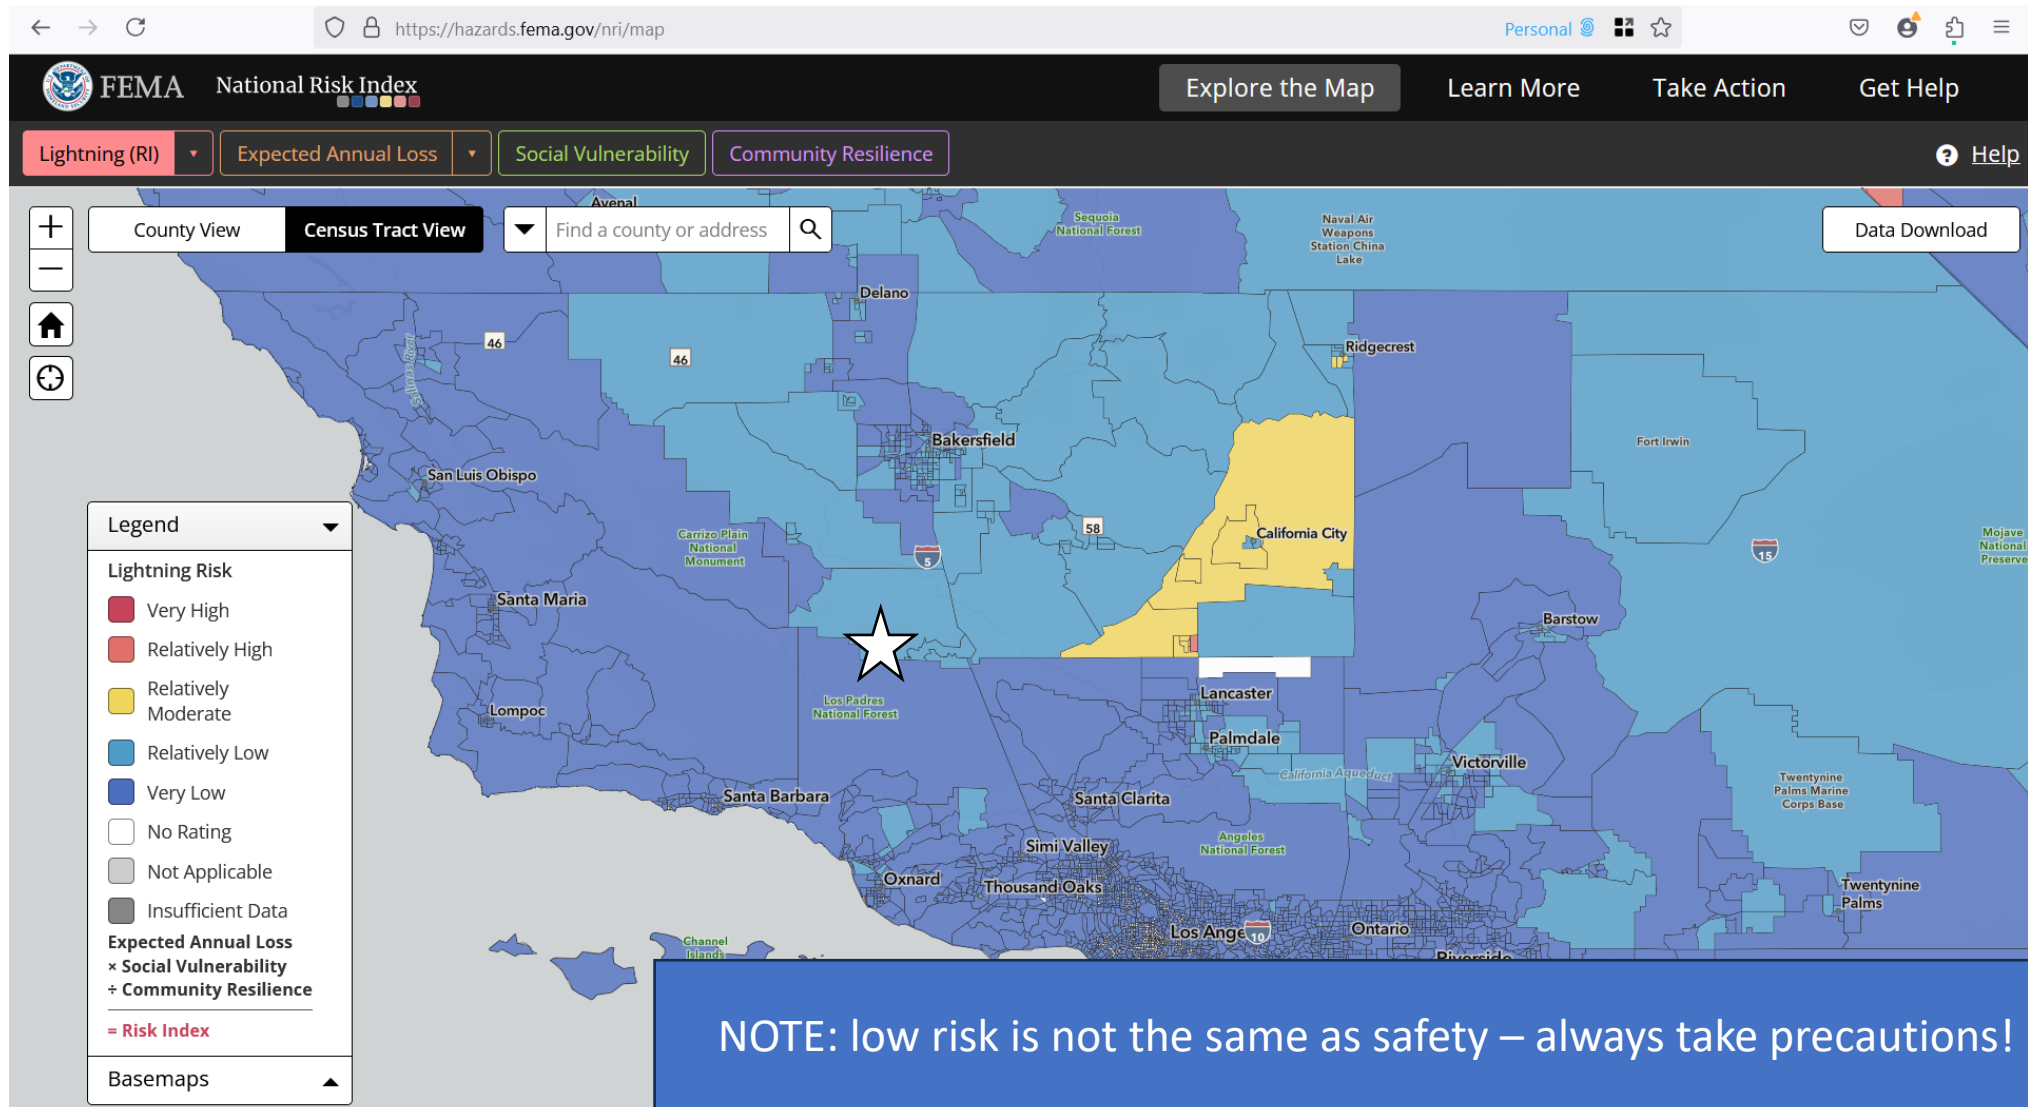 https://hazards.fema.gov/nri/map
Personal
FEMA
National Risk Index
Explore the Map
Learn More
Take Action
Get Help
Lightning (RI)
Expected Annual Loss
Social Vulnerability
Community Resilience
? Help
+
County View
Census Tract View
Find a county or address
Data Download
−
Avenal
Sequoia
National Forest
Naval Air
Weapons
Station China
Lake
Delano
46
46
Salinas River
Ridgecrest
Bakersfield
Fort Irwin
San Luis Obispo
58
California City
Carrizo Plain
National
Monument
5
15
Mojave
National
Preserve
Santa Maria
Barstow
Los Padres
National Forest
Lancaster
Lompoc
Palmdale
California Aqueduct
Victorville
Twentynine
Palms Marine
Corps Base
Santa Barbara
Santa Clarita
Simi Valley
Angeles
National Forest
Oxnard
Thousand Oaks
Twentynine
Palms
Los Ange
10
Ontario
Channel
Islands
Riverside
Legend
Lightning Risk
Very High
Relatively High
Relatively
Moderate
Relatively Low
Very Low
No Rating
Not Applicable
Insufficient Data
Expected Annual Loss
× Social Vulnerability
÷ Community Resilience
= Risk Index
Basemaps
NOTE: low risk is not the same as safety – always take precautions!